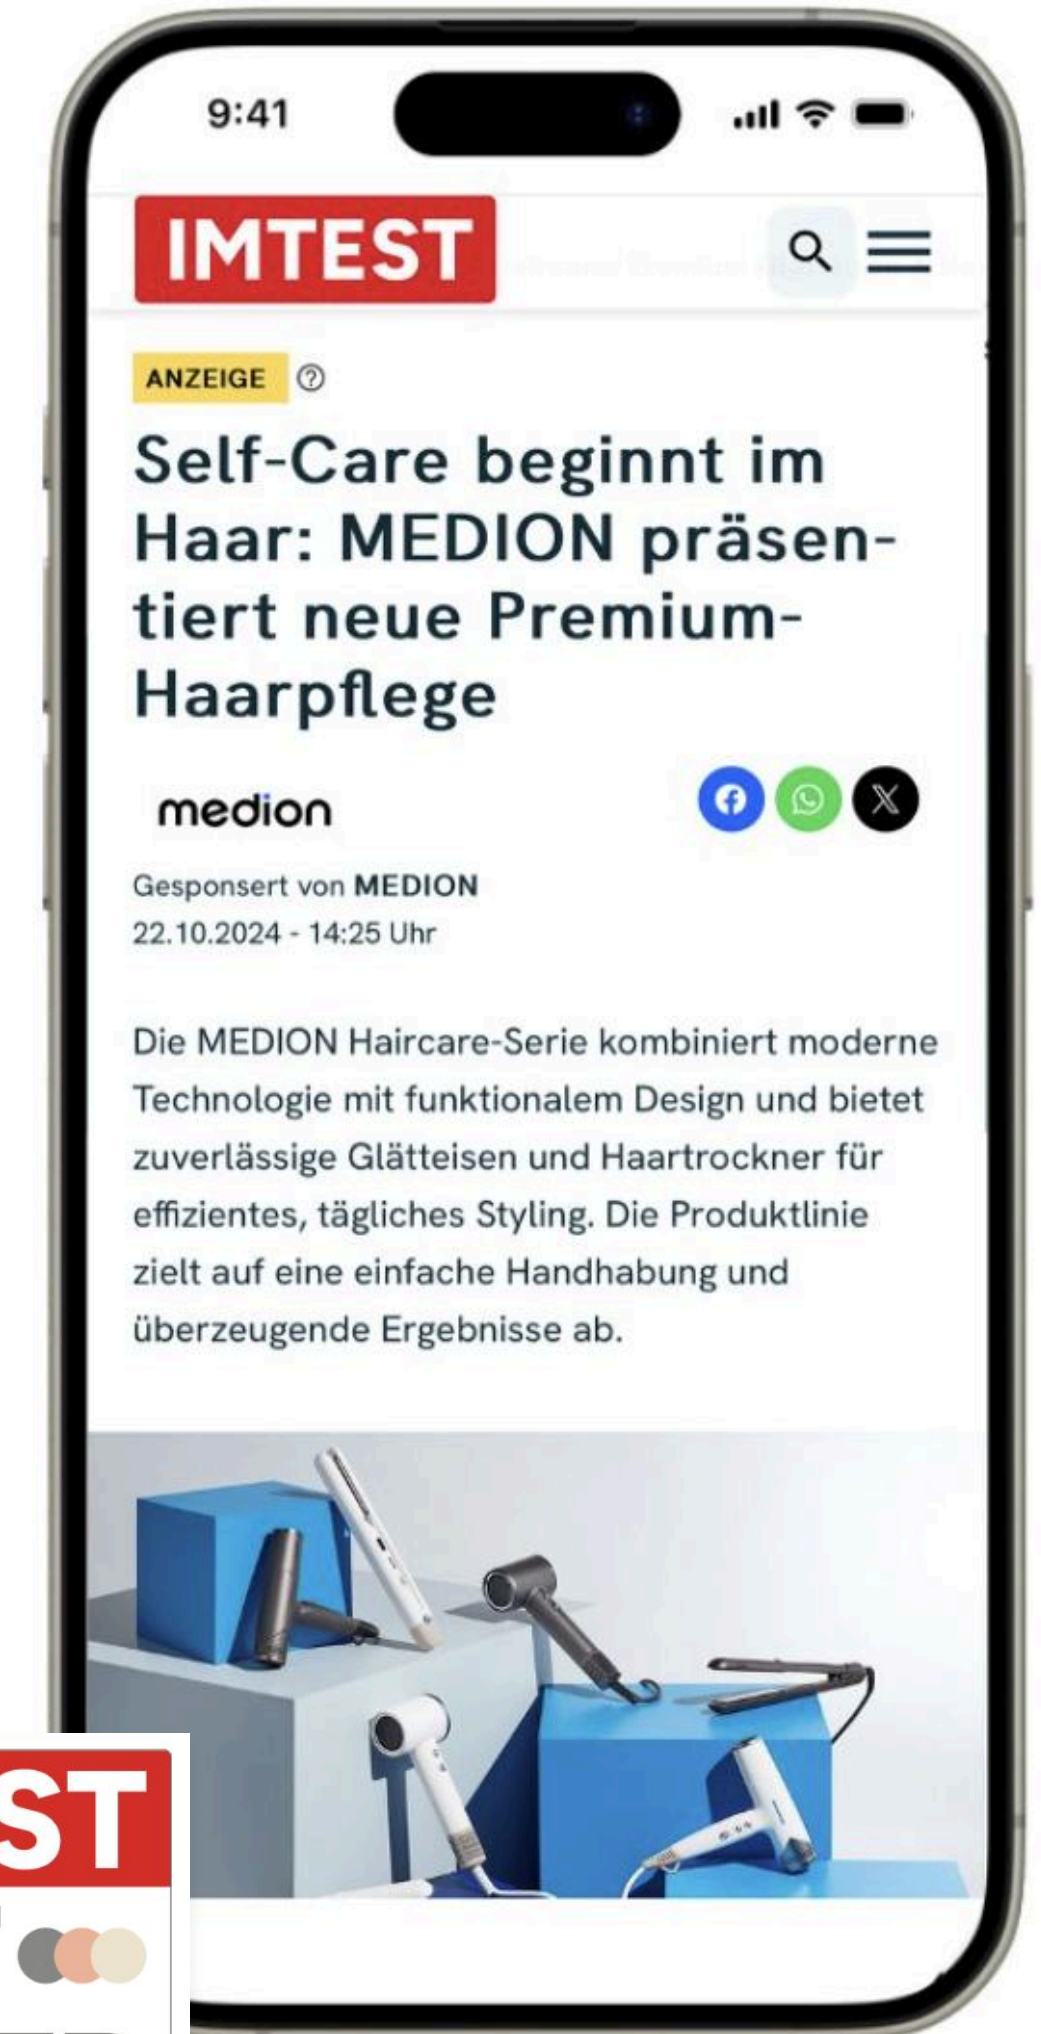 9:41
IMTEST
ANZEIGE ?
Self-Care beginnt im
Haar: MEDION präsen-
tiert neue Premium-
Haarpflege
medion
Gesponsert von MEDION
22.10.2024 - 14:25 Uhr
Die MEDION Haircare-Serie kombiniert moderne
Technologie mit funktionalem Design und bietet
zuverlässige Glätteisen und Haartrockner für
effizientes, tägliches Styling. Die Produktlinie
zielt auf eine einfache Handhabung und
überzeugende Ergebnisse ab.
ST